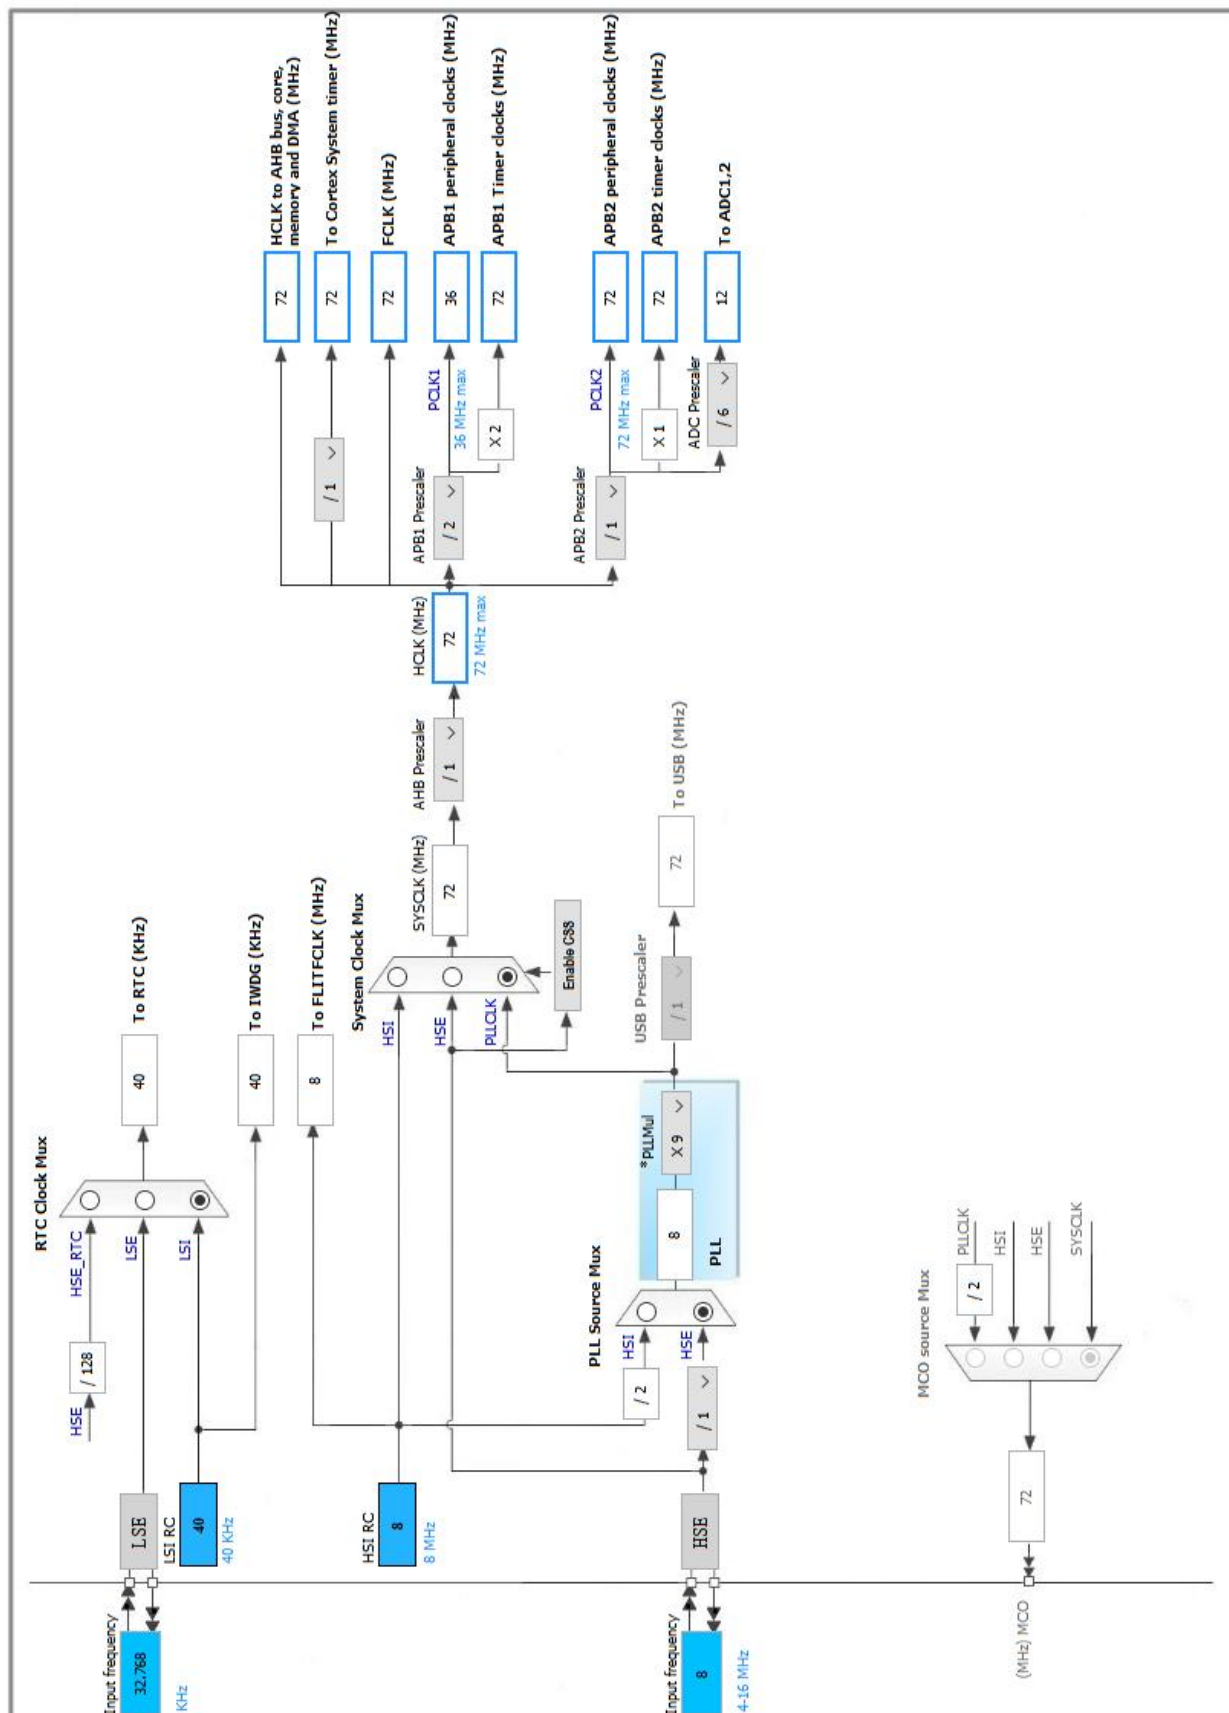 RTC Clock Mux
HSE
/ 128
HSE_RTC
Input frequency
32.768
KHz
LSE
LSE
40
To RTC (KHz)
LSI RC
40
40 KHz
LSI
40
To IWDG (KHz)
8
To FLITFCLK (MHz)
HSI RC
8
8 MHz
HSI
System Clock Mux
HSE
PLLCLK
Enable CSS
SYSCLK (MHz)
72
AHB Prescaler
/ 1
HCLK (MHz)
72
72 MHz max
72
HCLK to AHB bus, core,
memory and DMA (MHz)
/ 1
72
To Cortex System timer (MHz)
72
FCLK (MHz)
APB1 Prescaler
/ 2
PCLK1
36 MHz max
36
APB1 peripheral clocks (MHz)
X 2
72
APB1 Timer clocks (MHz)
APB2 Prescaler
/ 1
PCLK2
72 MHz max
72
APB2 peripheral clocks (MHz)
X 1
72
APB2 timer clocks (MHz)
ADC Prescaler
/ 6
12
To ADC1,2
PLL Source Mux
/ 2
HSI
Input frequency
8
4-16 MHz
HSE
/ 1
HSE
8
PLL
*PLLMul
X 9
USB Prescaler
/ 1
72
To USB (MHz)
MCO source Mux
(MHz) MCO
72
/ 2
PLLCLK
HSI
HSE
SYSCLK